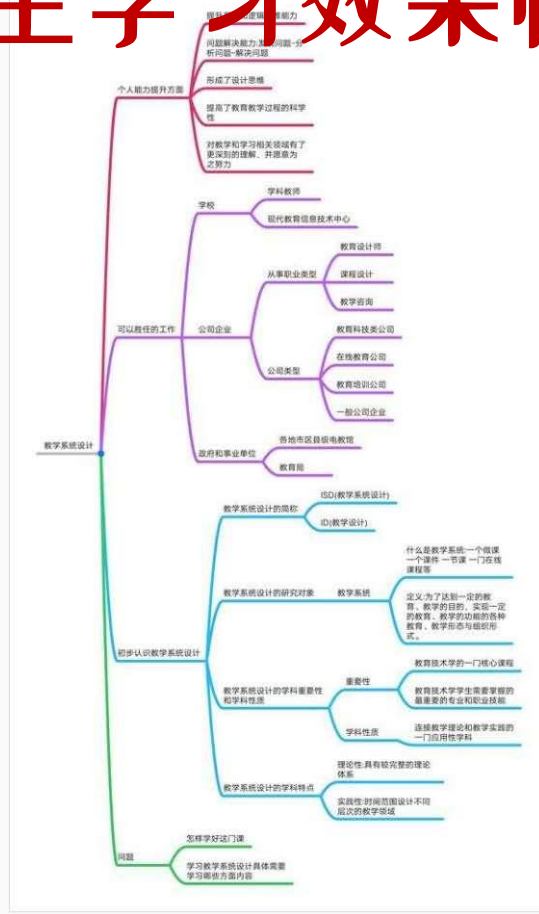 生学习效果
提升
能力
问题解决能力:发现问题-分
析问题-解决问题
形成了设计思维
个人能力提升方面
提高了教育教学过程的科学
性
对教学和学习相关领域有了
更深刻的理解，并愿意为
之努力
学科教师
学校
现代教育信息技术中心
教育设计师
从事职业类型
课程设计
教学咨询
可以胜任的工作
公司企业
教育科技类公司
在线教育公司
公司类型
教育培训公司
一般公司企业
教学系统设计
各地市区县级电教馆
政府和事业单位
教育局
ISD(教学系统设计)
教学系统设计的简称
ID(教学设计)
什么是教学系统:一个微课
一个课件 一节课 一门在线
课程等
教学系统设计的研究对象
教学系统
定义:为了达到一定的教
育、教学的目的、实现一定
的教育、教学的功能的各种
教育、教学形态与组织形
式。
初步认识教学系统设计
教育技术学的一门核心课程
重要性
教学系统设计的学科重要性
和学科性质
教育技术学学生需要掌握的
最重要的专业和职业技能
学科性质
连接教学理论和教学实践的
一门应用性学科
理论性:具有较完整的理论
体系
教学系统设计的学科特点
实践性:时间范围设计不同
层次的教学领域
怎样学好这门课
问题
学习教学系统设计具体需要
学习哪些方面内容